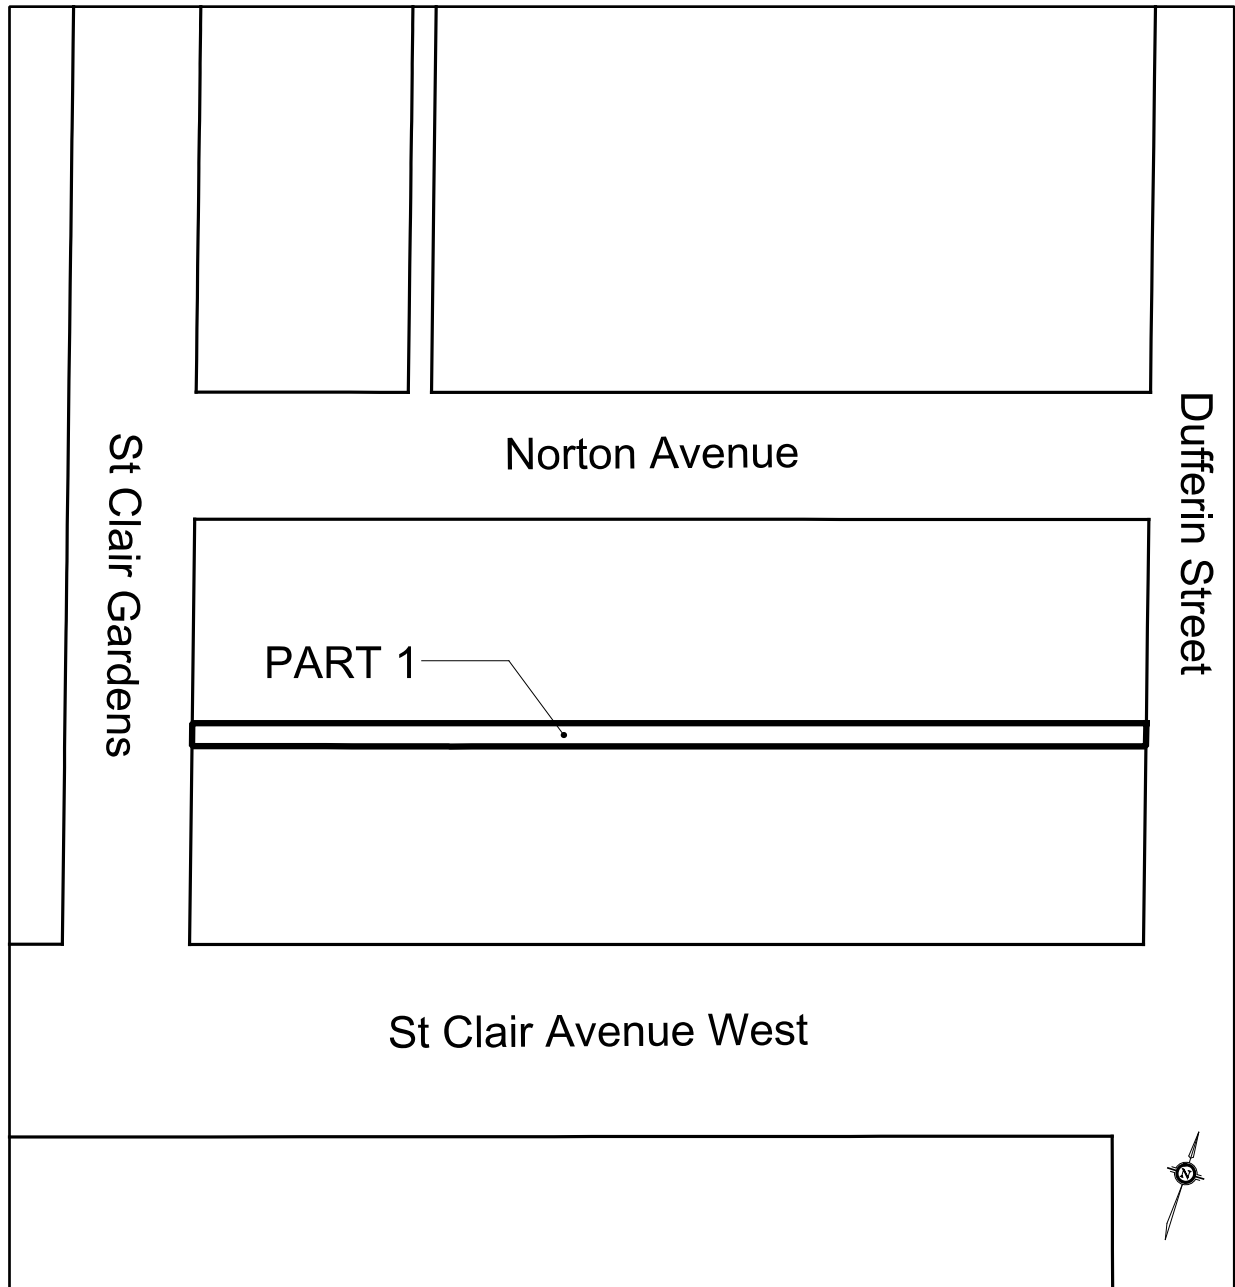 Norton Avenue
Dufferin Street
St Clair Gardens
PART 1
St Clair Avenue West
N